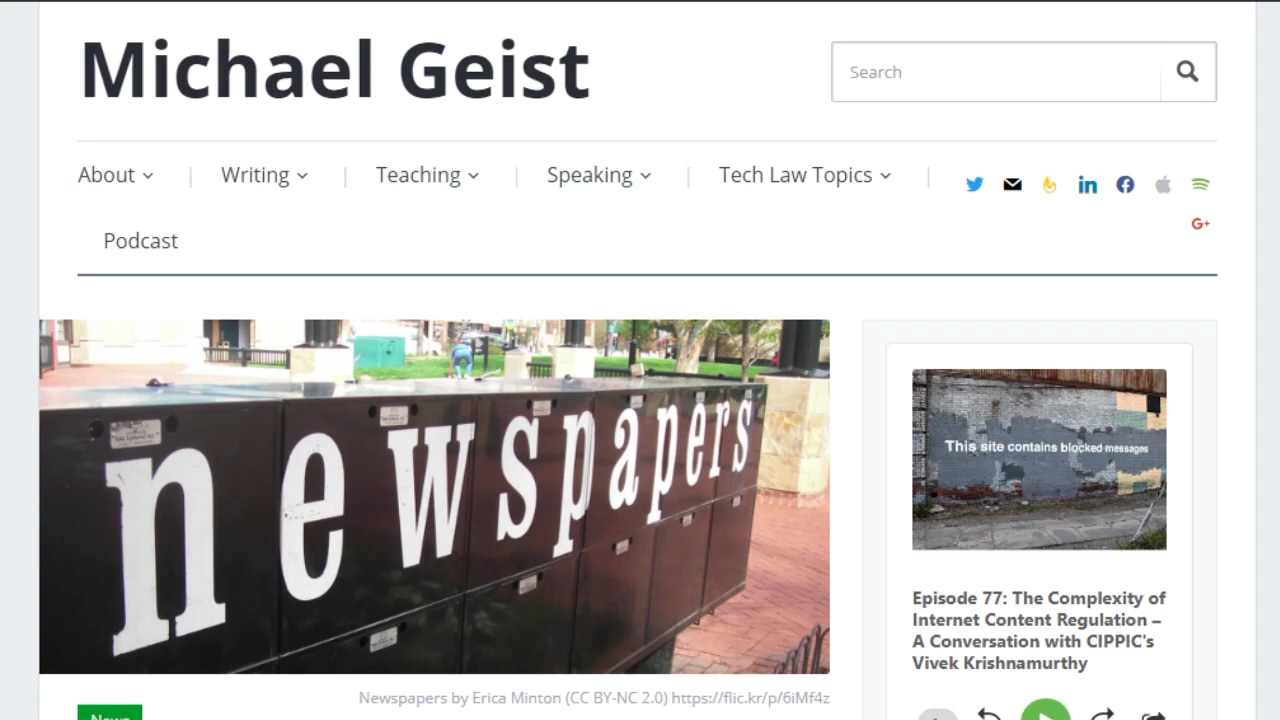 Michael Geist
Search
About
Writing
Teaching
Speaking
Tech Law Topics
Podcast
newspapers
This site contains blocked messages
Newspapers by Erica Minton (CC BY-NC 2.0) https://flic.kr/p/6iMf4z
Episode 77: The Complexity of
Internet Content Regulation –
A Conversation with CIPPIC's
Vivek Krishnamurthy
News